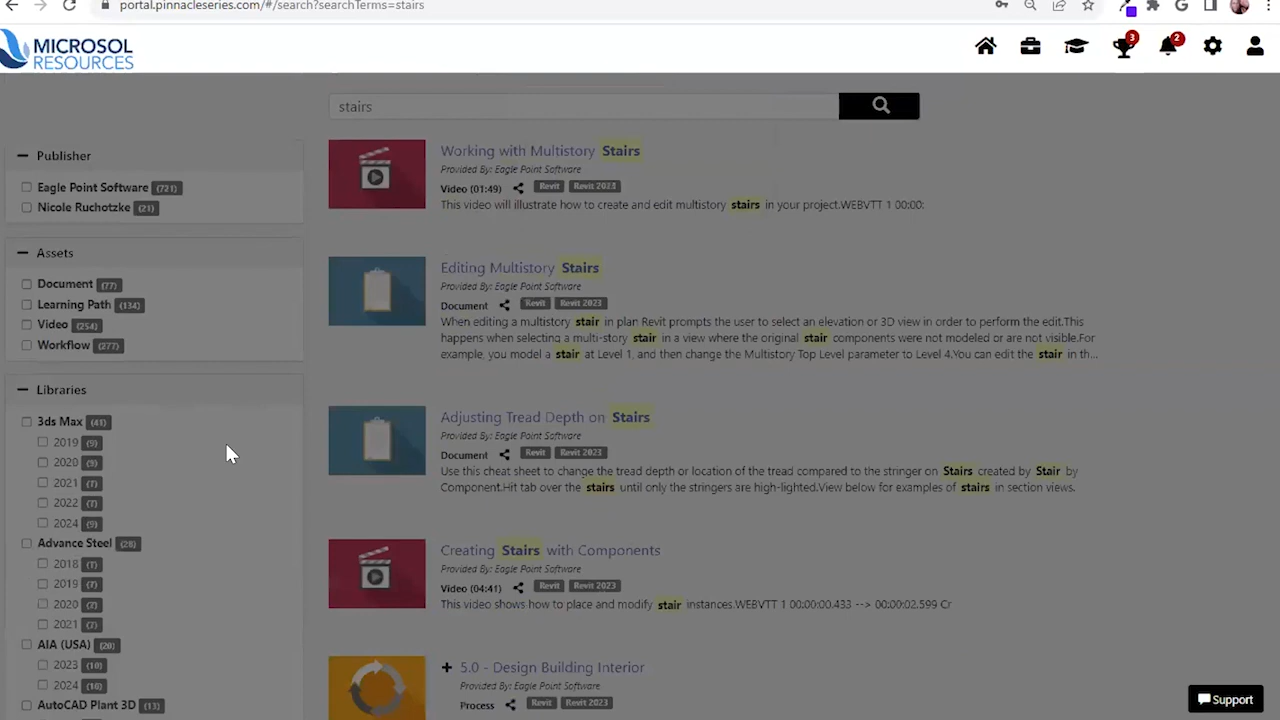 portal.pinnacleseries.com/#/search?searchTerms=stairs
MICROSOL
RESOURCES
3
2
stairs
Publisher
Eagle Point Software (721)
Nicole Ruchotzke (21)
Assets
Document (77)
Learning Path (134)
Video (254)
Workflow (277)
Libraries
3ds Max (41)
2019 (9)
2020 (9)
2021 (7)
2022 (7)
2024 (9)
Advance Steel (28)
2018 (7)
2019 (7)
2020 (7)
2021 (7)
AIA (USA) (20)
2023 (10)
2024 (10)
AutoCAD Plant 3D (13)
Working with Multistory Stairs
Provided By: Eagle Point Software
Video (01:49) Revit Revit 2023
This video will illustrate how to create and edit multistory stairs in your project.WEBVTT 1 00:00:
Editing Multistory Stairs
Provided By: Eagle Point Software
Document Revit Revit 2023
When editing a multistory stair in plan Revit prompts the user to select an elevation or 3D view in order to perform the edit.This
happens when selecting a multi-story stair in a view where the original stair components were not modeled or are not visible.For
example, you model a stair at Level 1, and then change the Multistory Top Level parameter to Level 4.You can edit the stair in th...
Adjusting Tread Depth on Stairs
Provided By: Eagle Point Software
Document Revit Revit 2023
Use this cheat sheet to change the tread depth or location of the tread compared to the stringer on Stairs created by Stair by
Component.Hit tab over the stairs until only the stringers are high-lighted.View below for examples of stairs in section views.
Creating Stairs with Components
Provided By: Eagle Point Software
Video (04:41) Revit Revit 2023
This video shows how to place and modify stair instances.WEBVTT 1 00:00:00.433 --> 00:00:02.599 Cr
5.0 - Design Building Interior
Provided By: Eagle Point Software
Process Revit Revit 2023
Support